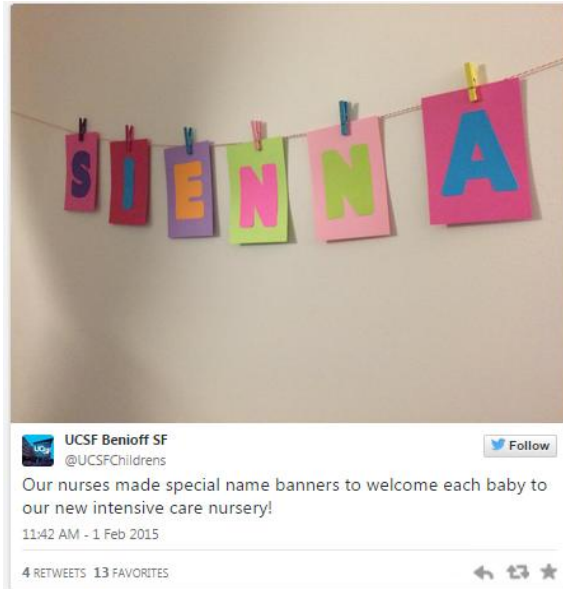 SIENNA
UCSF Benioff SF
@UCSFChildrens
Follow
Our nurses made special name banners to welcome each baby to
our new intensive care nursery!
11:42 AM - 1 Feb 2015
4 RETWEETS 13 FAVORITES